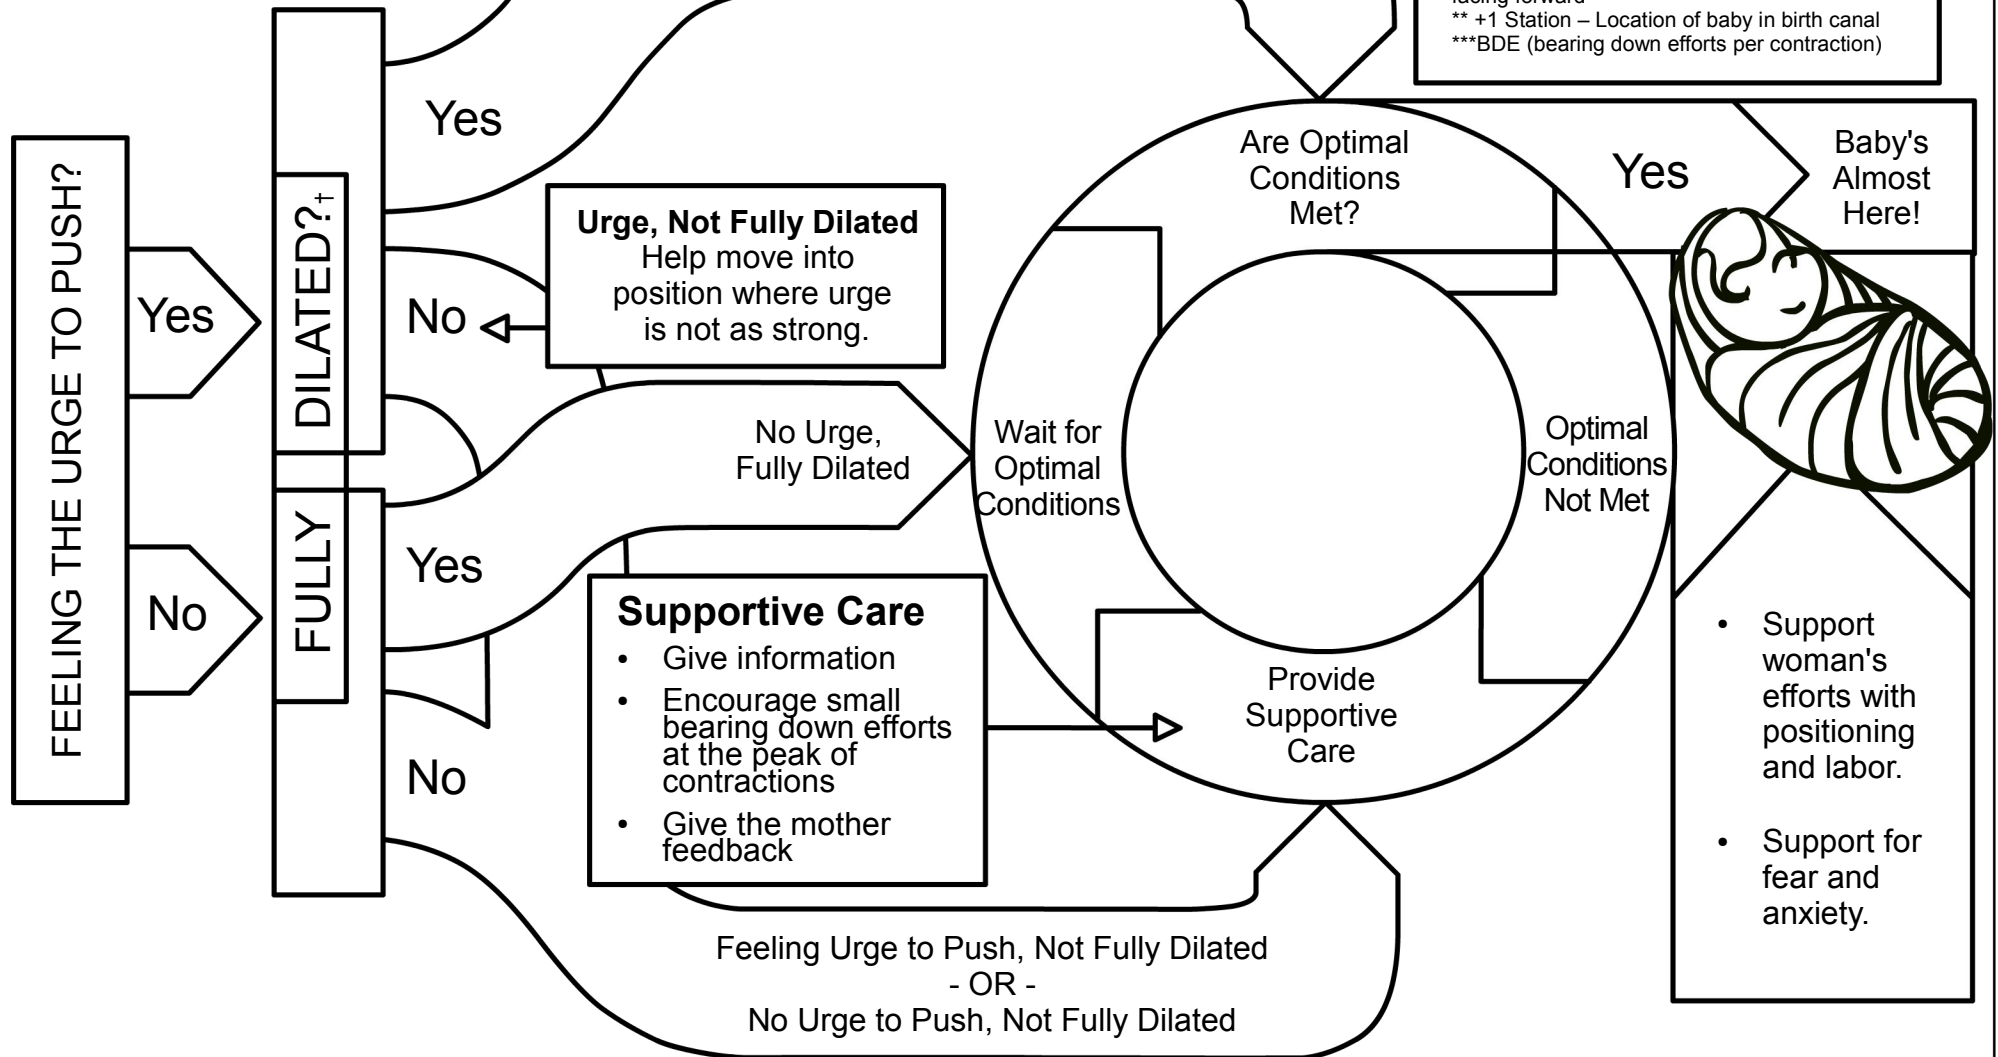 facing forward
** +1 Station – Location of baby in birth canal
***BDE (bearing down efforts per contraction)
FEELING THE URGE TO PUSH?
Yes
No
FULLY DILATED?†
Yes
No
Yes
No
Urge, Not Fully Dilated
Help move into
position where urge
is not as strong.
No Urge,
Fully Dilated
Supportive Care
• Give information
• Encourage small
bearing down efforts
at the peak of
contractions
• Give the mother
feedback
Feeling Urge to Push, Not Fully Dilated
- OR -
No Urge to Push, Not Fully Dilated
Are Optimal
Conditions
Met?
Wait for
Optimal
Conditions
Optimal
Conditions
Not Met
Provide
Supportive
Care
Yes
Baby's
Almost
Here!
• Support
woman's
efforts with
positioning
and labor.
• Support for
fear and
anxiety.